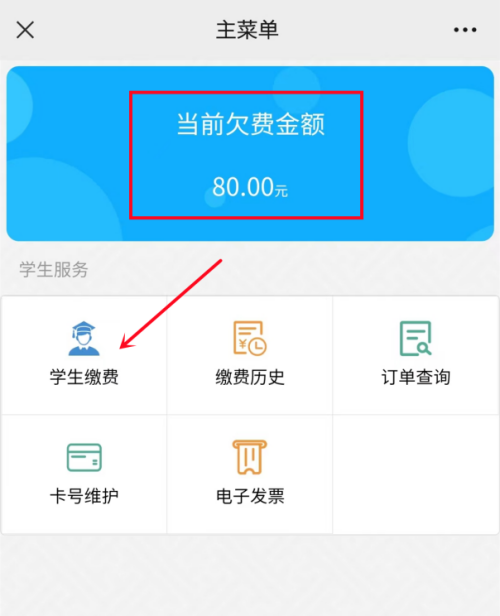 主菜单
当前欠费金额
80.00元
学生服务
学生缴费
缴费历史
订单查询
卡号维护
电子发票